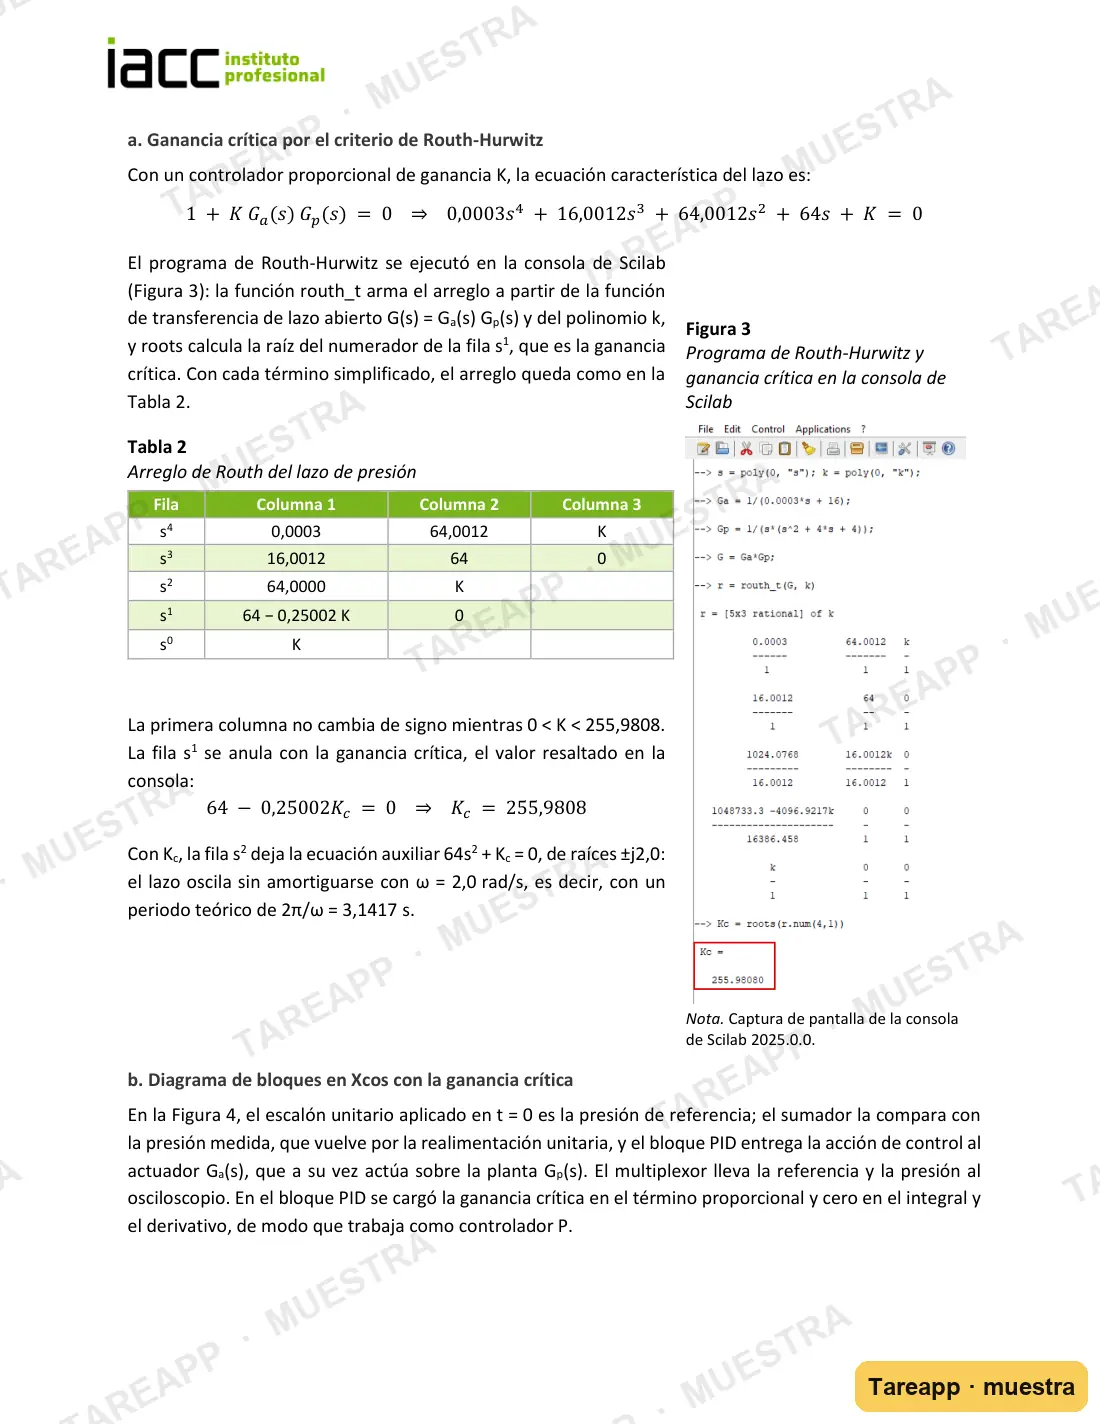 iacc instituto
profesional
a. Ganancia crítica por el criterio de Routh-Hurwitz
Con un controlador proporcional de ganancia K, la ecuación característica del lazo es:
1 + K Gₐ(s) Gₚ(s) = 0 ⇒ 0,0003s⁴ + 16,0012s³ + 64,0012s² + 64s + K = 0
El programa de Routh-Hurwitz se ejecutó en la consola de Scilab
(Figura 3): la función routh_t arma el arreglo a partir de la función
de transferencia de lazo abierto G(s) = Gₐ(s) Gₚ(s) y del polinomio k,
y roots calcula la raíz del numerador de la fila s¹, que es la ganancia
crítica. Con cada término simplificado, el arreglo queda como en la
Tabla 2.
Tabla 2
Arreglo de Routh del lazo de presión
Fila Columna 1 Columna 2 Columna 3
s⁴ 0,0003 64,0012 K
s³ 16,0012 64 0
s² 64,0000 K
s¹ 64 − 0,25002 K 0
s⁰ K
La primera columna no cambia de signo mientras 0 < K < 255,9808.
La fila s¹ se anula con la ganancia crítica, el valor resaltado en la
consola:
64 − 0,25002K꜀ = 0 ⇒ K꜀ = 255,9808
Con K꜀, la fila s² deja la ecuación auxiliar 64s² + K꜀ = 0, de raíces ±j2,0:
el lazo oscila sin amortiguarse con ω = 2,0 rad/s, es decir, con un
periodo teórico de 2π/ω = 3,1417 s.
Figura 3
Programa de Routh-Hurwitz y
ganancia crítica en la consola de
Scilab
File Edit Control Applications ?
--> s = poly(0, "s"); k = poly(0, "k");
--> Ga = 1/(0.0003*s + 16);
--> Gp = 1/(s*(s^2 + 4*s + 4));
--> G = Ga*Gp;
--> r = routh_t(G, k)
r = [5x3 rational] of k
0.0003 64.0012 k
------ ------- -
1 1 1
16.0012 64 0
------- -- -
1 1 1
1024.0768 16.0012k 0
--------- -------- -
16.0012 16.0012 1
1048733.3 -4096.9217k 0 0
--------------------- - -
16386.458 1 1
k 0 0
- - -
1 1 1
--> Kc = roots(r.num(4,1))
Kc =
255.98080
Nota. Captura de pantalla de la consola
de Scilab 2025.0.0.
b. Diagrama de bloques en Xcos con la ganancia crítica
En la Figura 4, el escalón unitario aplicado en t = 0 es la presión de referencia; el sumador la compara con
la presión medida, que vuelve por la realimentación unitaria, y el bloque PID entrega la acción de control al
actuador Gₐ(s), que a su vez actúa sobre la planta Gₚ(s). El multiplexor lleva la referencia y la presión al
osciloscopio. En el bloque PID se cargó la ganancia crítica en el término proporcional y cero en el integral y
el derivativo, de modo que trabaja como controlador P.
TAREAPP · MUESTRA
Tareapp · muestra